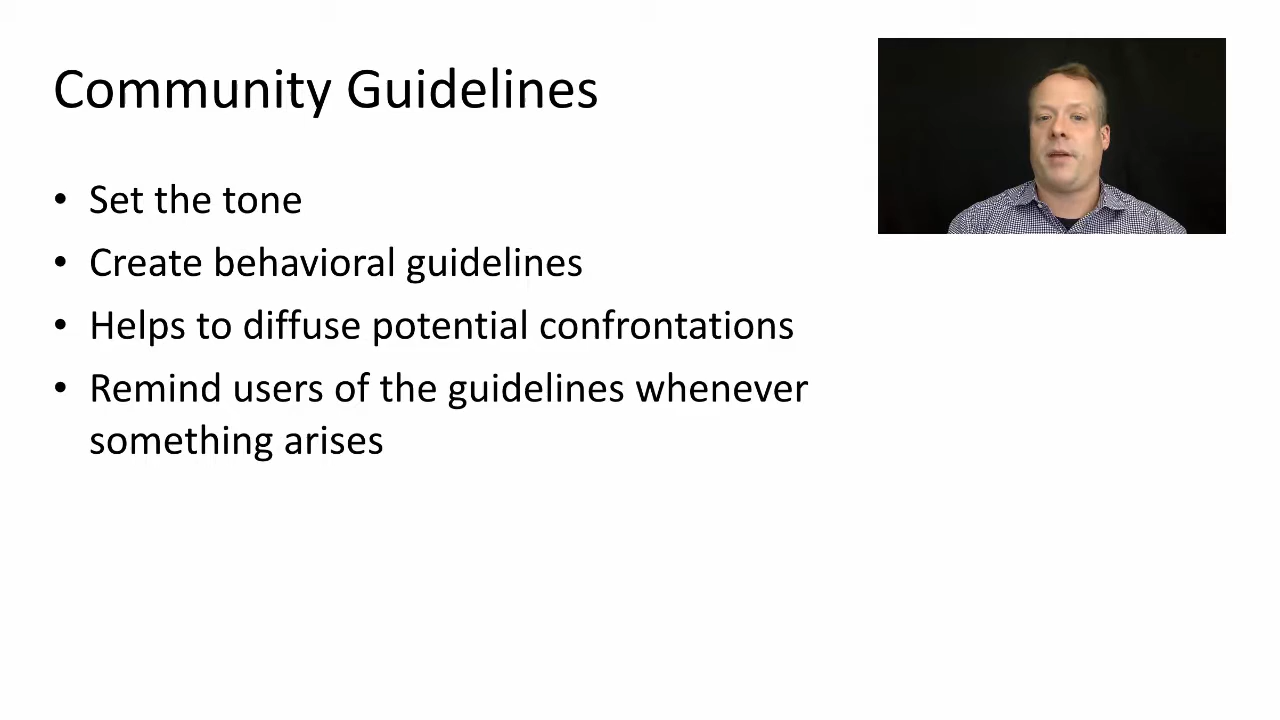 Community Guidelines
• Set the tone
• Create behavioral guidelines
• Helps to diffuse potential confrontations
• Remind users of the guidelines whenever
something arises